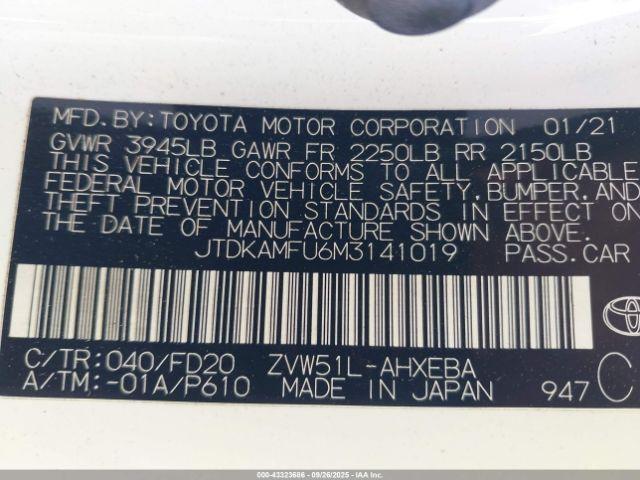 MFD.BY:TOYOTA MOTOR CORPORATION 01/21
GVWR 3945LB GAWR FR 2250LB RR 2150LB
THIS VEHICLE CONFORMS TO ALL APPLICABLE
FEDERAL MOTOR VEHICLE SAFETY,BUMPER,AND
THEFT PREVENTION STANDARDS IN EFFECT ON
THE DATE OF MANUFACTURE SHOWN ABOVE.
JTDKAMFU6M3141019 PASS.CAR
C/TR:040/FD20 ZVW51L-AHXEBA
A/TM:-01A/P610 MADE IN JAPAN 947 C
000-43323686 - 09/26/2025 - IAA